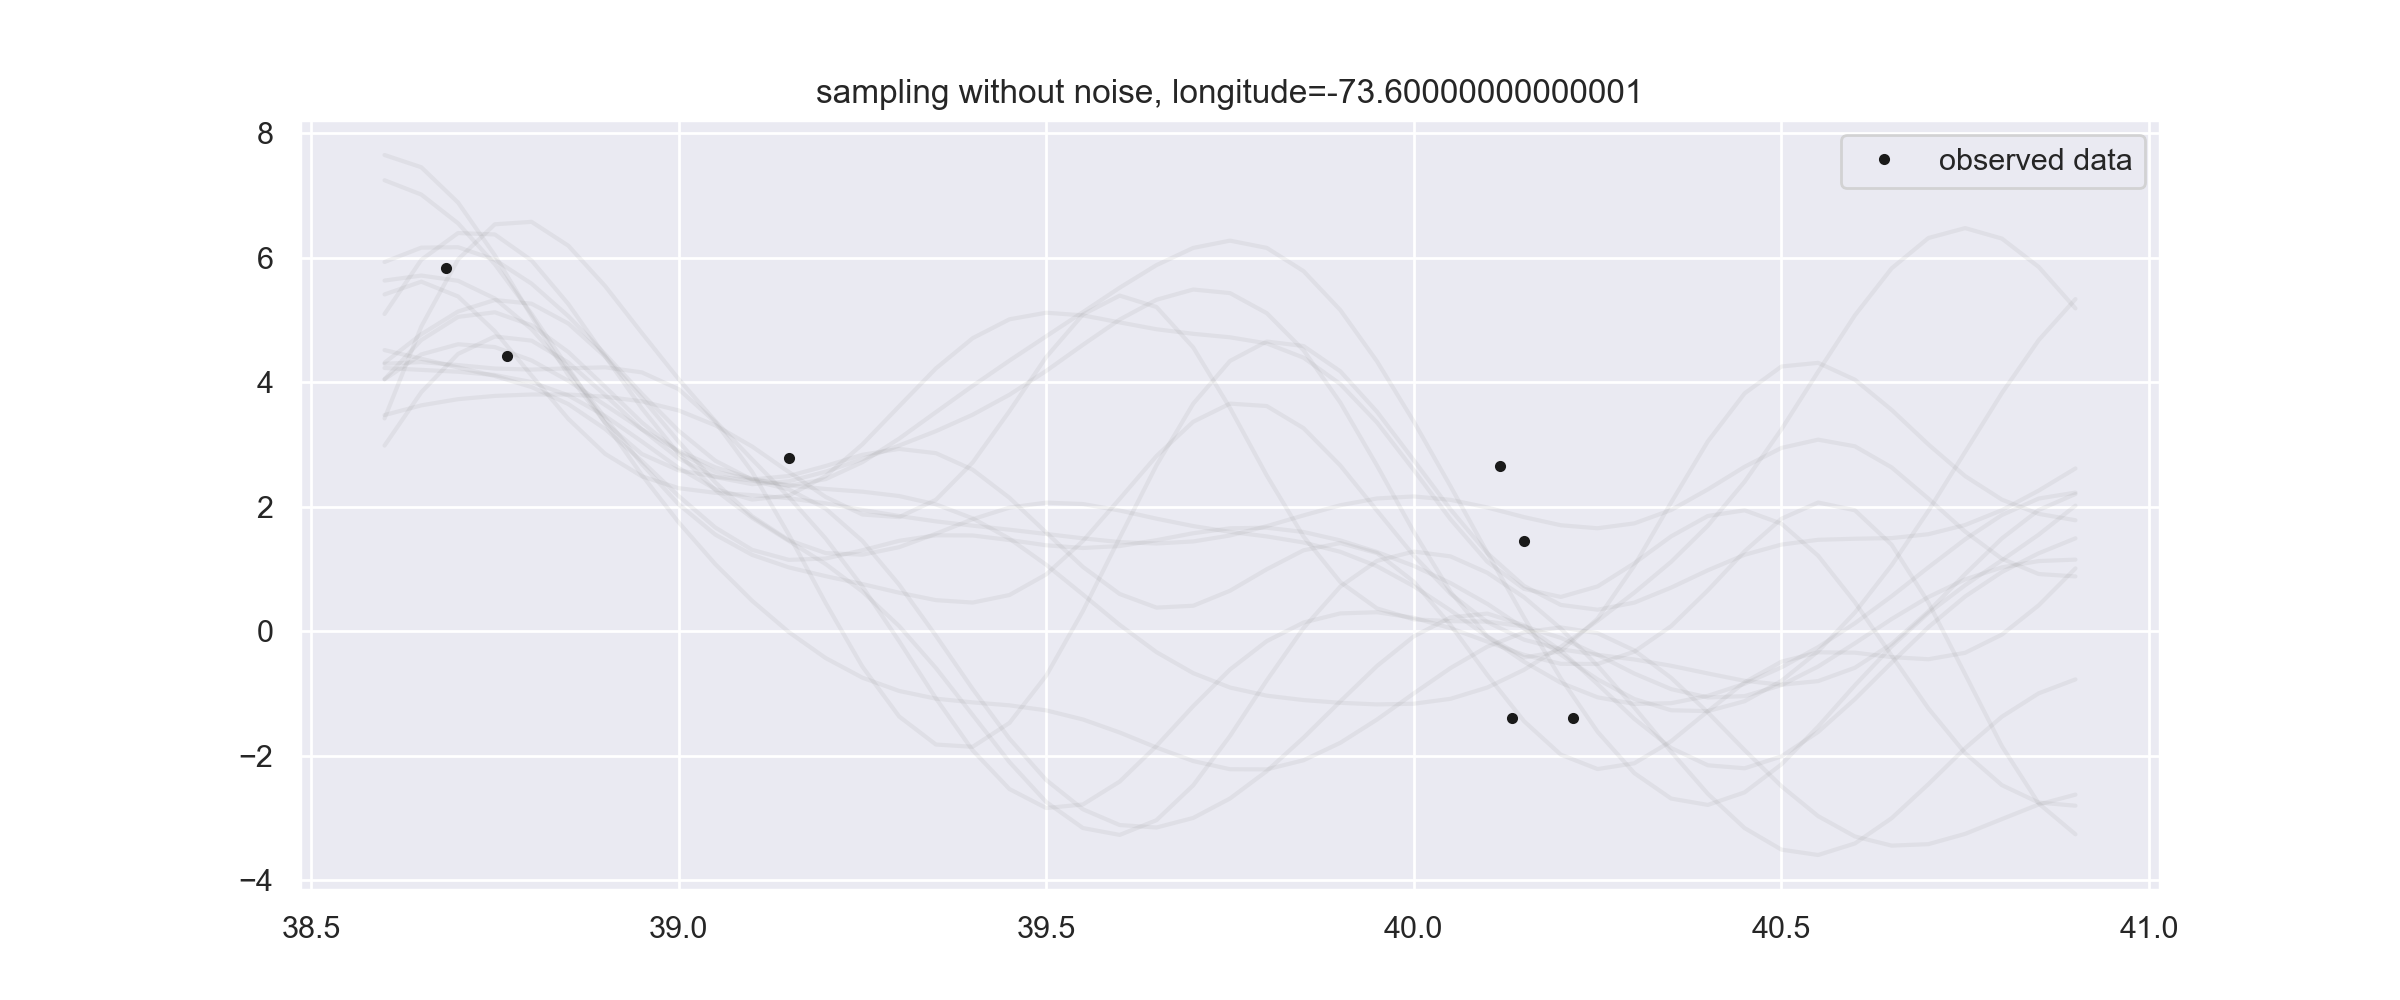 sampling without noise, longitude=-73.60000000000001
observed data
8
6
4
2
0
−2
−4
38.5 39.0 39.5 40.0 40.5 41.0